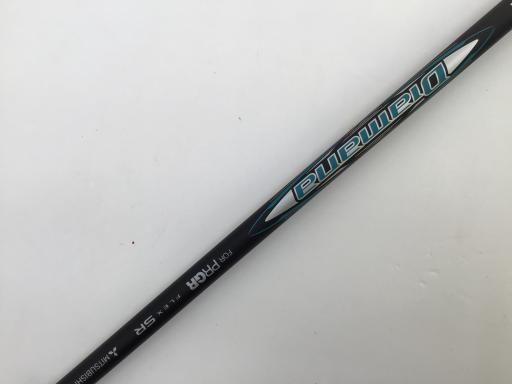 Diamana
FOR PRGR
FLEX SR
MITSUBISHI